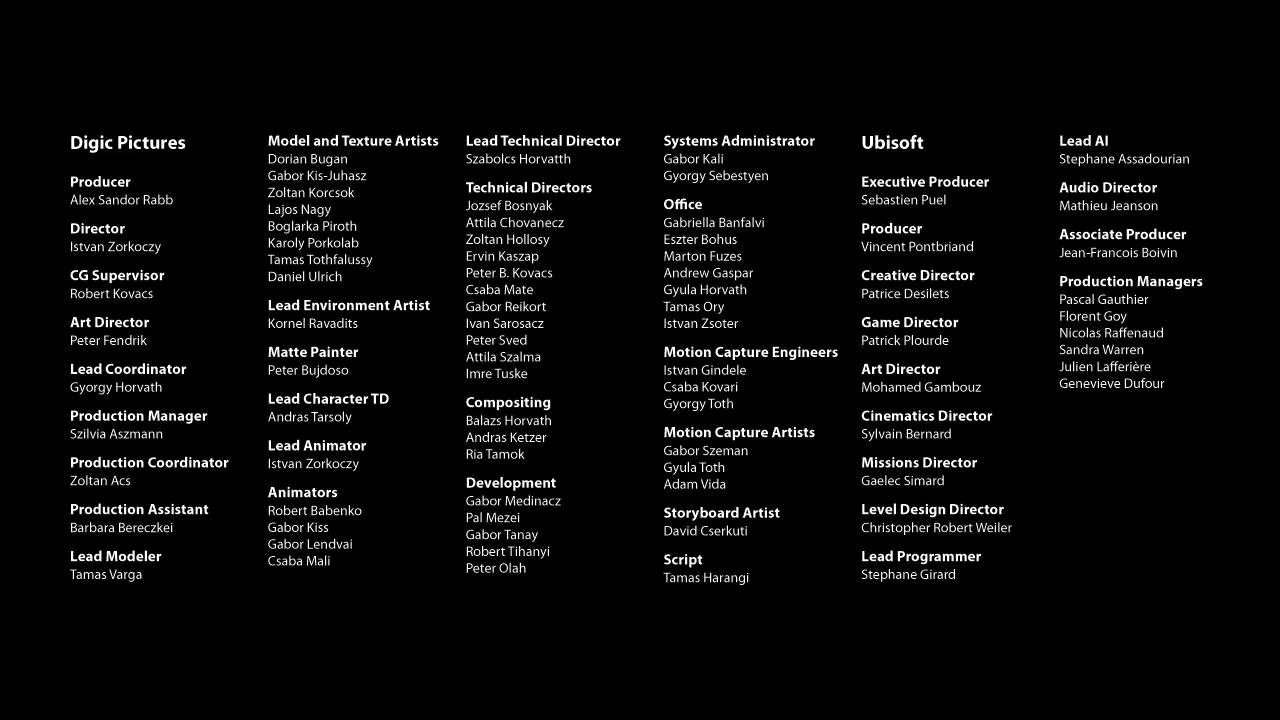 Digic Pictures
Producer
Alex Sandor Rabb
Director
Istvan Zorkoczy
CG Supervisor
Robert Kovacs
Art Director
Peter Fendrik
Lead Coordinator
Gyorgy Horvath
Production Manager
Szilvia Aszmann
Production Coordinator
Zoltan Acs
Production Assistant
Barbara Bereczkei
Lead Modeler
Tamas Varga
Model and Texture Artists
Dorian Bugan
Gabor Kis-Juhasz
Zoltan Korcsok
Lajos Nagy
Boglarka Piroth
Karoly Porkolab
Tamas Tothfalussy
Daniel Ulrich
Lead Environment Artist
Kornel Ravadits
Matte Painter
Peter Bujdoso
Lead Character TD
Andras Tarsoly
Lead Animator
Istvan Zorkoczy
Animators
Robert Babenko
Gabor Kiss
Gabor Lendvai
Csaba Mali
Lead Technical Director
Szabolcs Horvatth
Technical Directors
Jozsef Bosnyak
Attila Chovanecz
Zoltan Hollosy
Ervin Kaszap
Peter B. Kovacs
Csaba Mate
Gabor Reikort
Ivan Sarosacz
Peter Sved
Attila Szalma
Imre Tuske
Compositing
Balazs Horvath
Andras Ketzer
Ria Tamok
Development
Gabor Medinacz
Pal Mezei
Gabor Tanay
Robert Tihanyi
Peter Olah
Systems Administrator
Gabor Kali
Gyorgy Sebestyen
Office
Gabriella Banfalvi
Eszter Bohus
Marton Fuzes
Andrew Gaspar
Gyula Horvath
Tamas Ory
Istvan Zsoter
Motion Capture Engineers
Istvan Gindele
Csaba Kovari
Gyorgy Toth
Motion Capture Artists
Gabor Szeman
Gyula Toth
Adam Vida
Storyboard Artist
David Cserkuti
Script
Tamas Harangi
Ubisoft
Executive Producer
Sebastien Puel
Producer
Vincent Pontbriand
Creative Director
Patrice Desilets
Game Director
Patrick Plourde
Art Director
Mohamed Gambouz
Cinematics Director
Sylvain Bernard
Missions Director
Gaelec Simard
Level Design Director
Christopher Robert Weiler
Lead Programmer
Stephane Girard
Lead AI
Stephane Assadourian
Audio Director
Mathieu Jeanson
Associate Producer
Jean-Francois Boivin
Production Managers
Pascal Gauthier
Florent Goy
Nicolas Raffenaud
Sandra Warren
Julien Lafferière
Genevieve Dufour